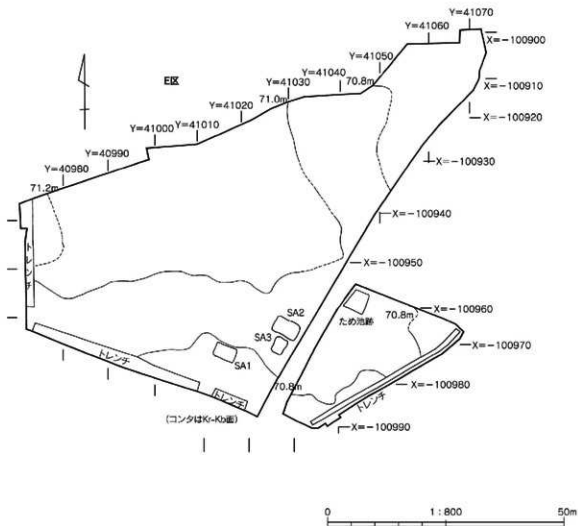 Y=41070
Y=41060
X=-100900
Y=41050
Y=41040
70.8m
X=-100910
E区
Y=41030
71.0m
Y=41020
X=-100920
Y=41010
Y=41000
Y=40990
X=-100930
Y=40980
71.2m
X=-100940
トレンチ
X=-100950
SA2
ため池跡
X=-100960
70.8m
SA3
X=-100970
トレンチ
SA1
70.8m
X=-100980
トレンチ
トレンチ
(コンタはKr-Kb面)
X=-100990
0
1:800
50m